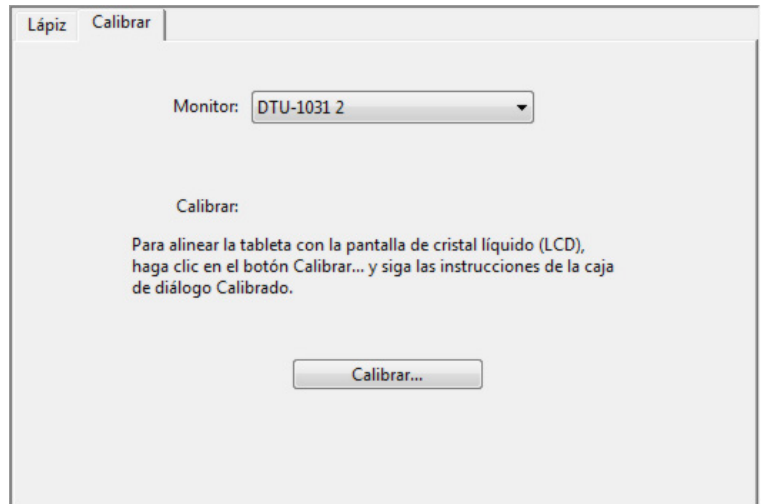 Lápiz Calibrar
Monitor: DTU-1031 2
Calibrar:
Para alinear la tableta con la pantalla de cristal líquido (LCD),
haga clic en el botón Calibrar... y siga las instrucciones de la caja
de diálogo Calibrado.
Calibrar...